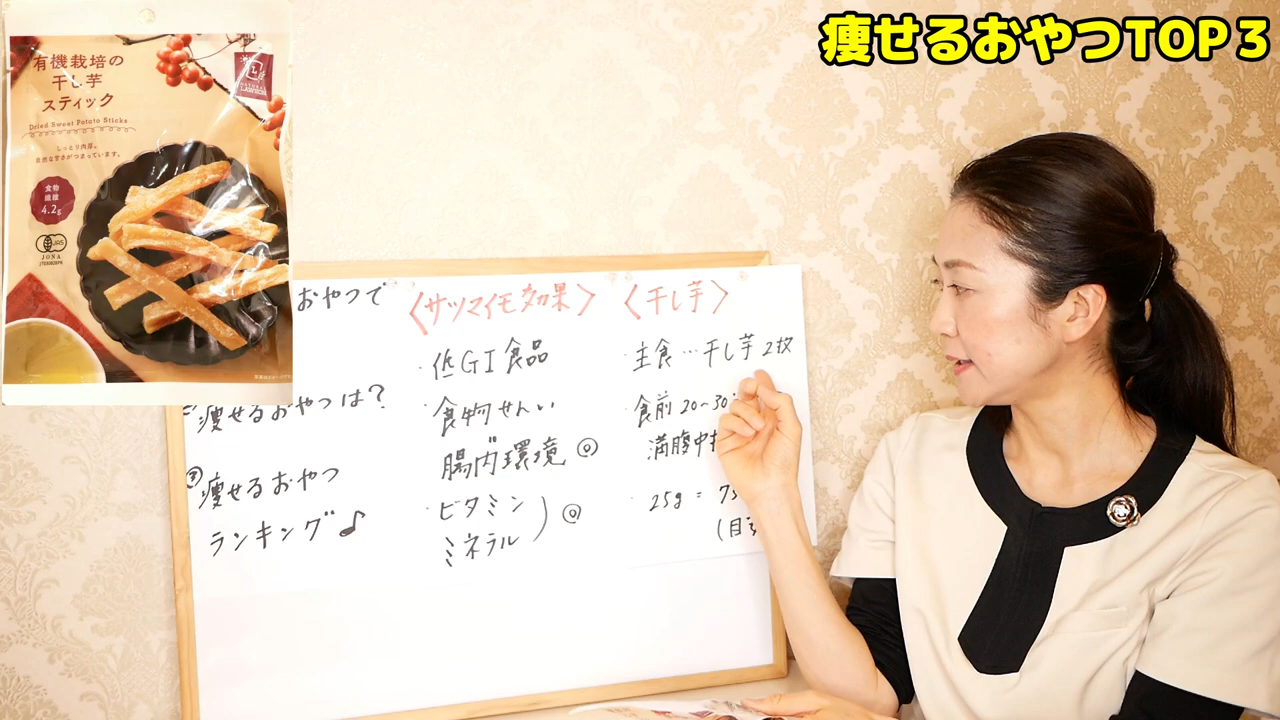 痩せるおやつTOP3
有機栽培の
干し芋
スティック
Dried Sweet Potato Sticks
しっとり肉厚。
自然な甘さがつまっています。
食物
繊維
4.2g
JAS
JONA
NATURAL
LAWSON
おやつで
痩せるおやつは?
③痩せるおやつ
ランキング♪
〈サツマイモ効果〉
・低GI食品
・食物せんい
腸内環境 ◎
・ビタミン
ミネラル
◎
〈干し芋〉
・主食…干し芋2枚
・食前20~30
満腹中
・25g=